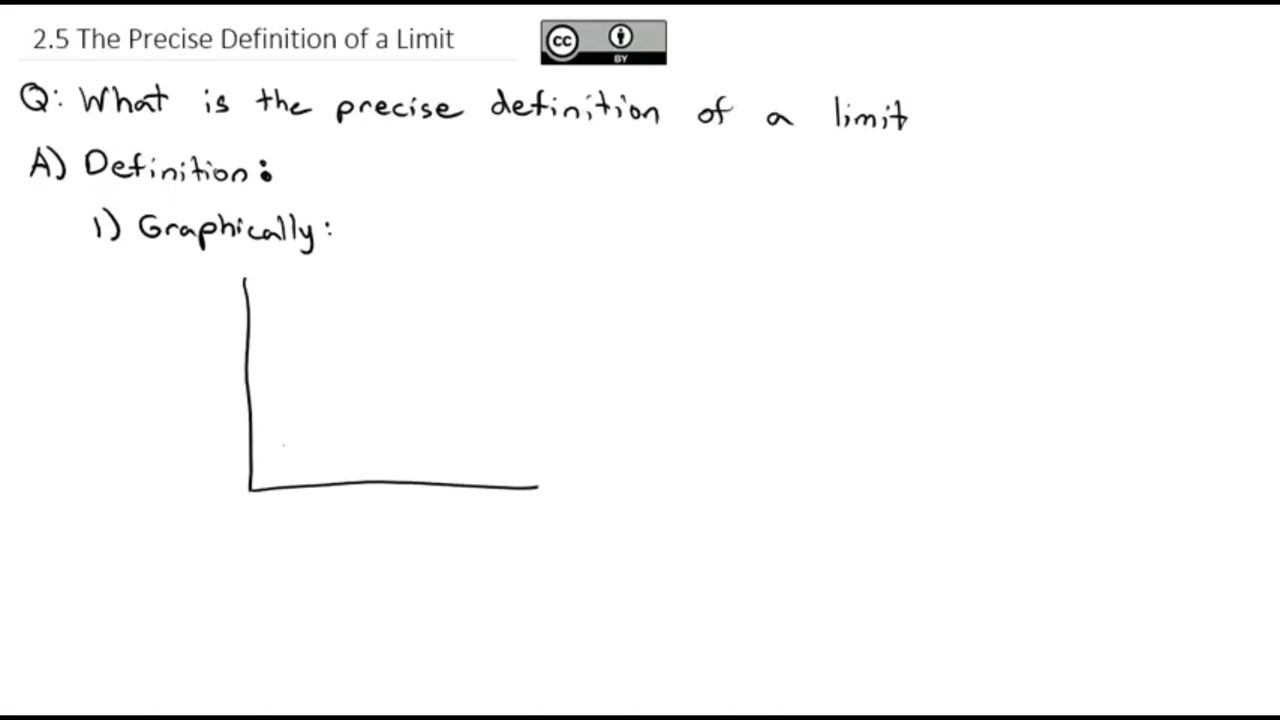 2.5 The Precise Definition of a Limit
cc BY
Q: What is the precise definition of a limit
A) Definition:
1) Graphically: